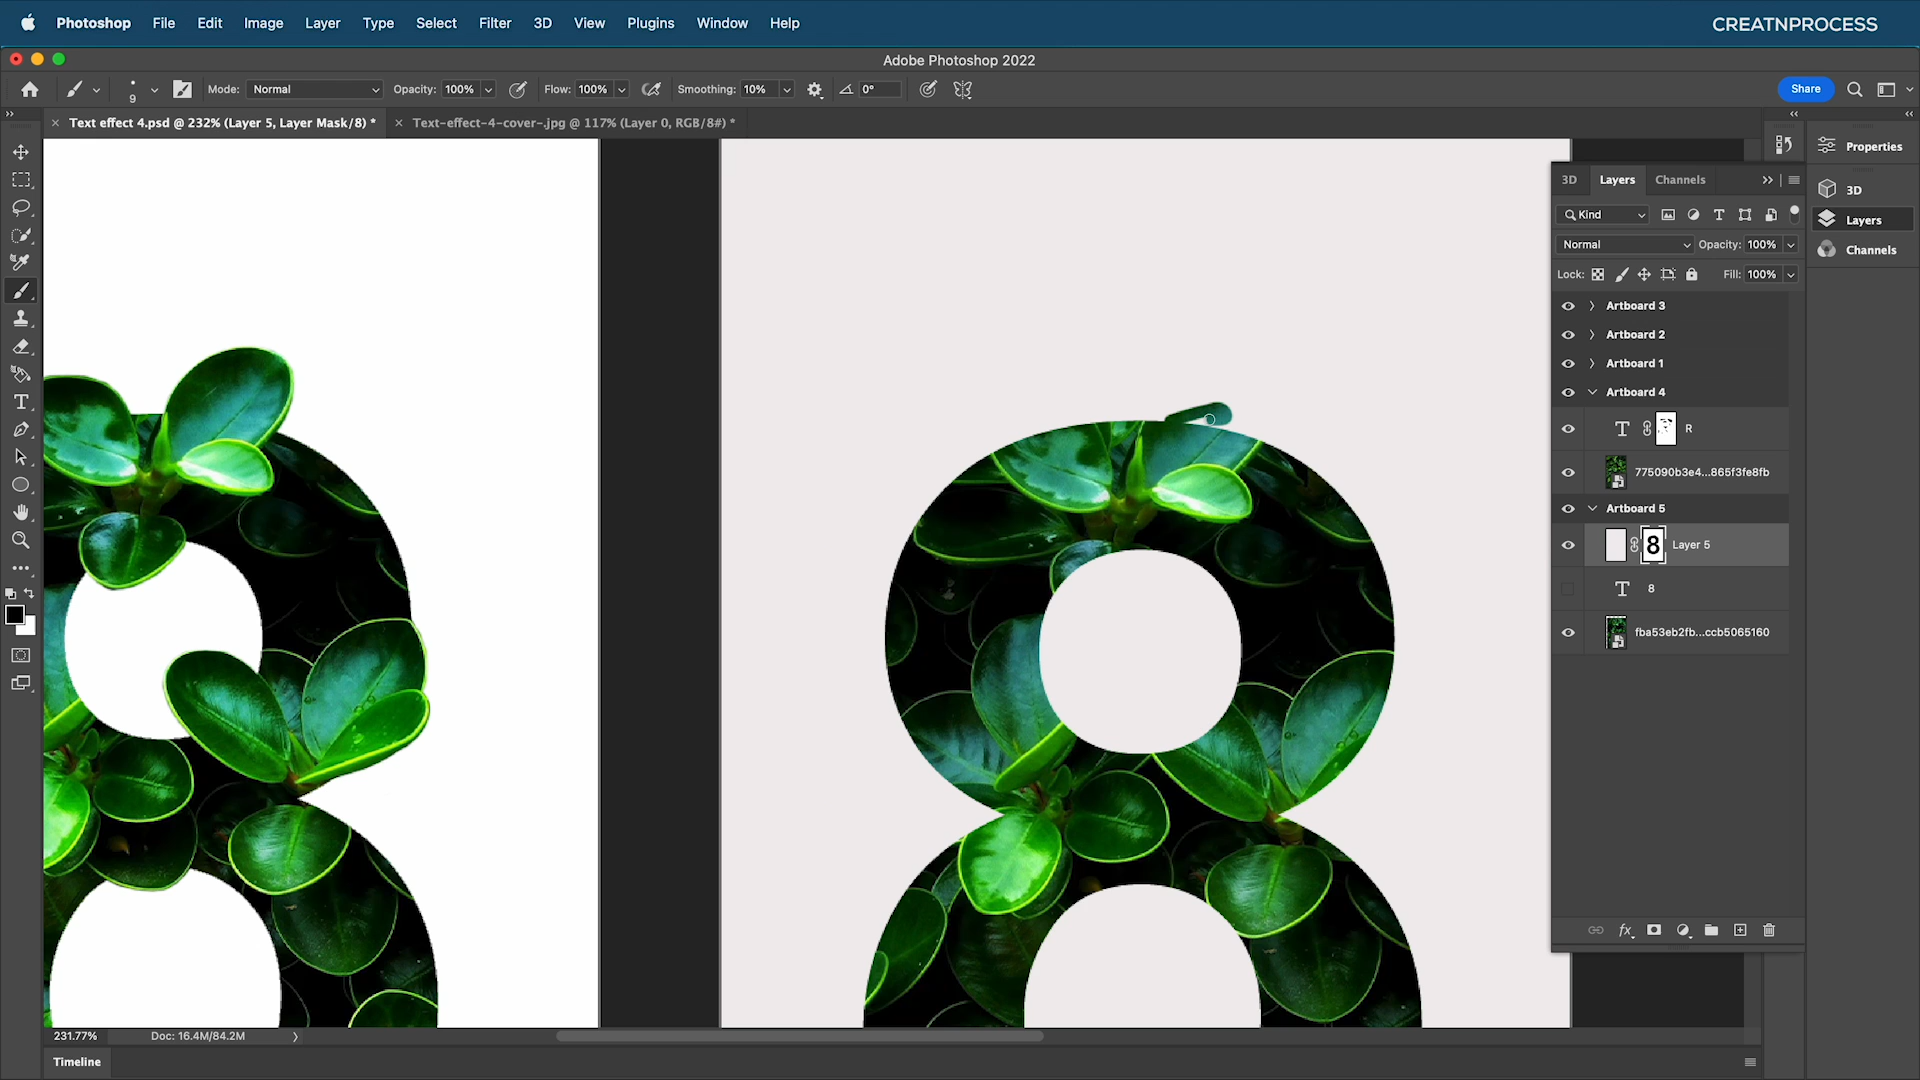 Photoshop File Edit Image Layer Type Select Filter 3D View Plugins Window Help CREATNPROCESS
Adobe Photoshop 2022
9 Mode: Normal Opacity: 100% Flow: 100% Smoothing: 10% 0° Share
Text effect 4.psd @ 232% (Layer 5, Layer Mask/8) * Text-effect-4-cover-.jpg @ 117% (Layer 0, RGB/8#) *
Properties
3D Layers Channels
3D
Kind
Layers
Normal Opacity: 100%
Channels
Lock: Fill: 100%
Artboard 3
Artboard 2
Artboard 1
Artboard 4
R
775090b3e4...865f3fe8fb
Artboard 5
8 Layer 5
8
fba53eb2fb...ccb5065160
8
fx
231.77% Doc: 16.4M/84.2M
Timeline